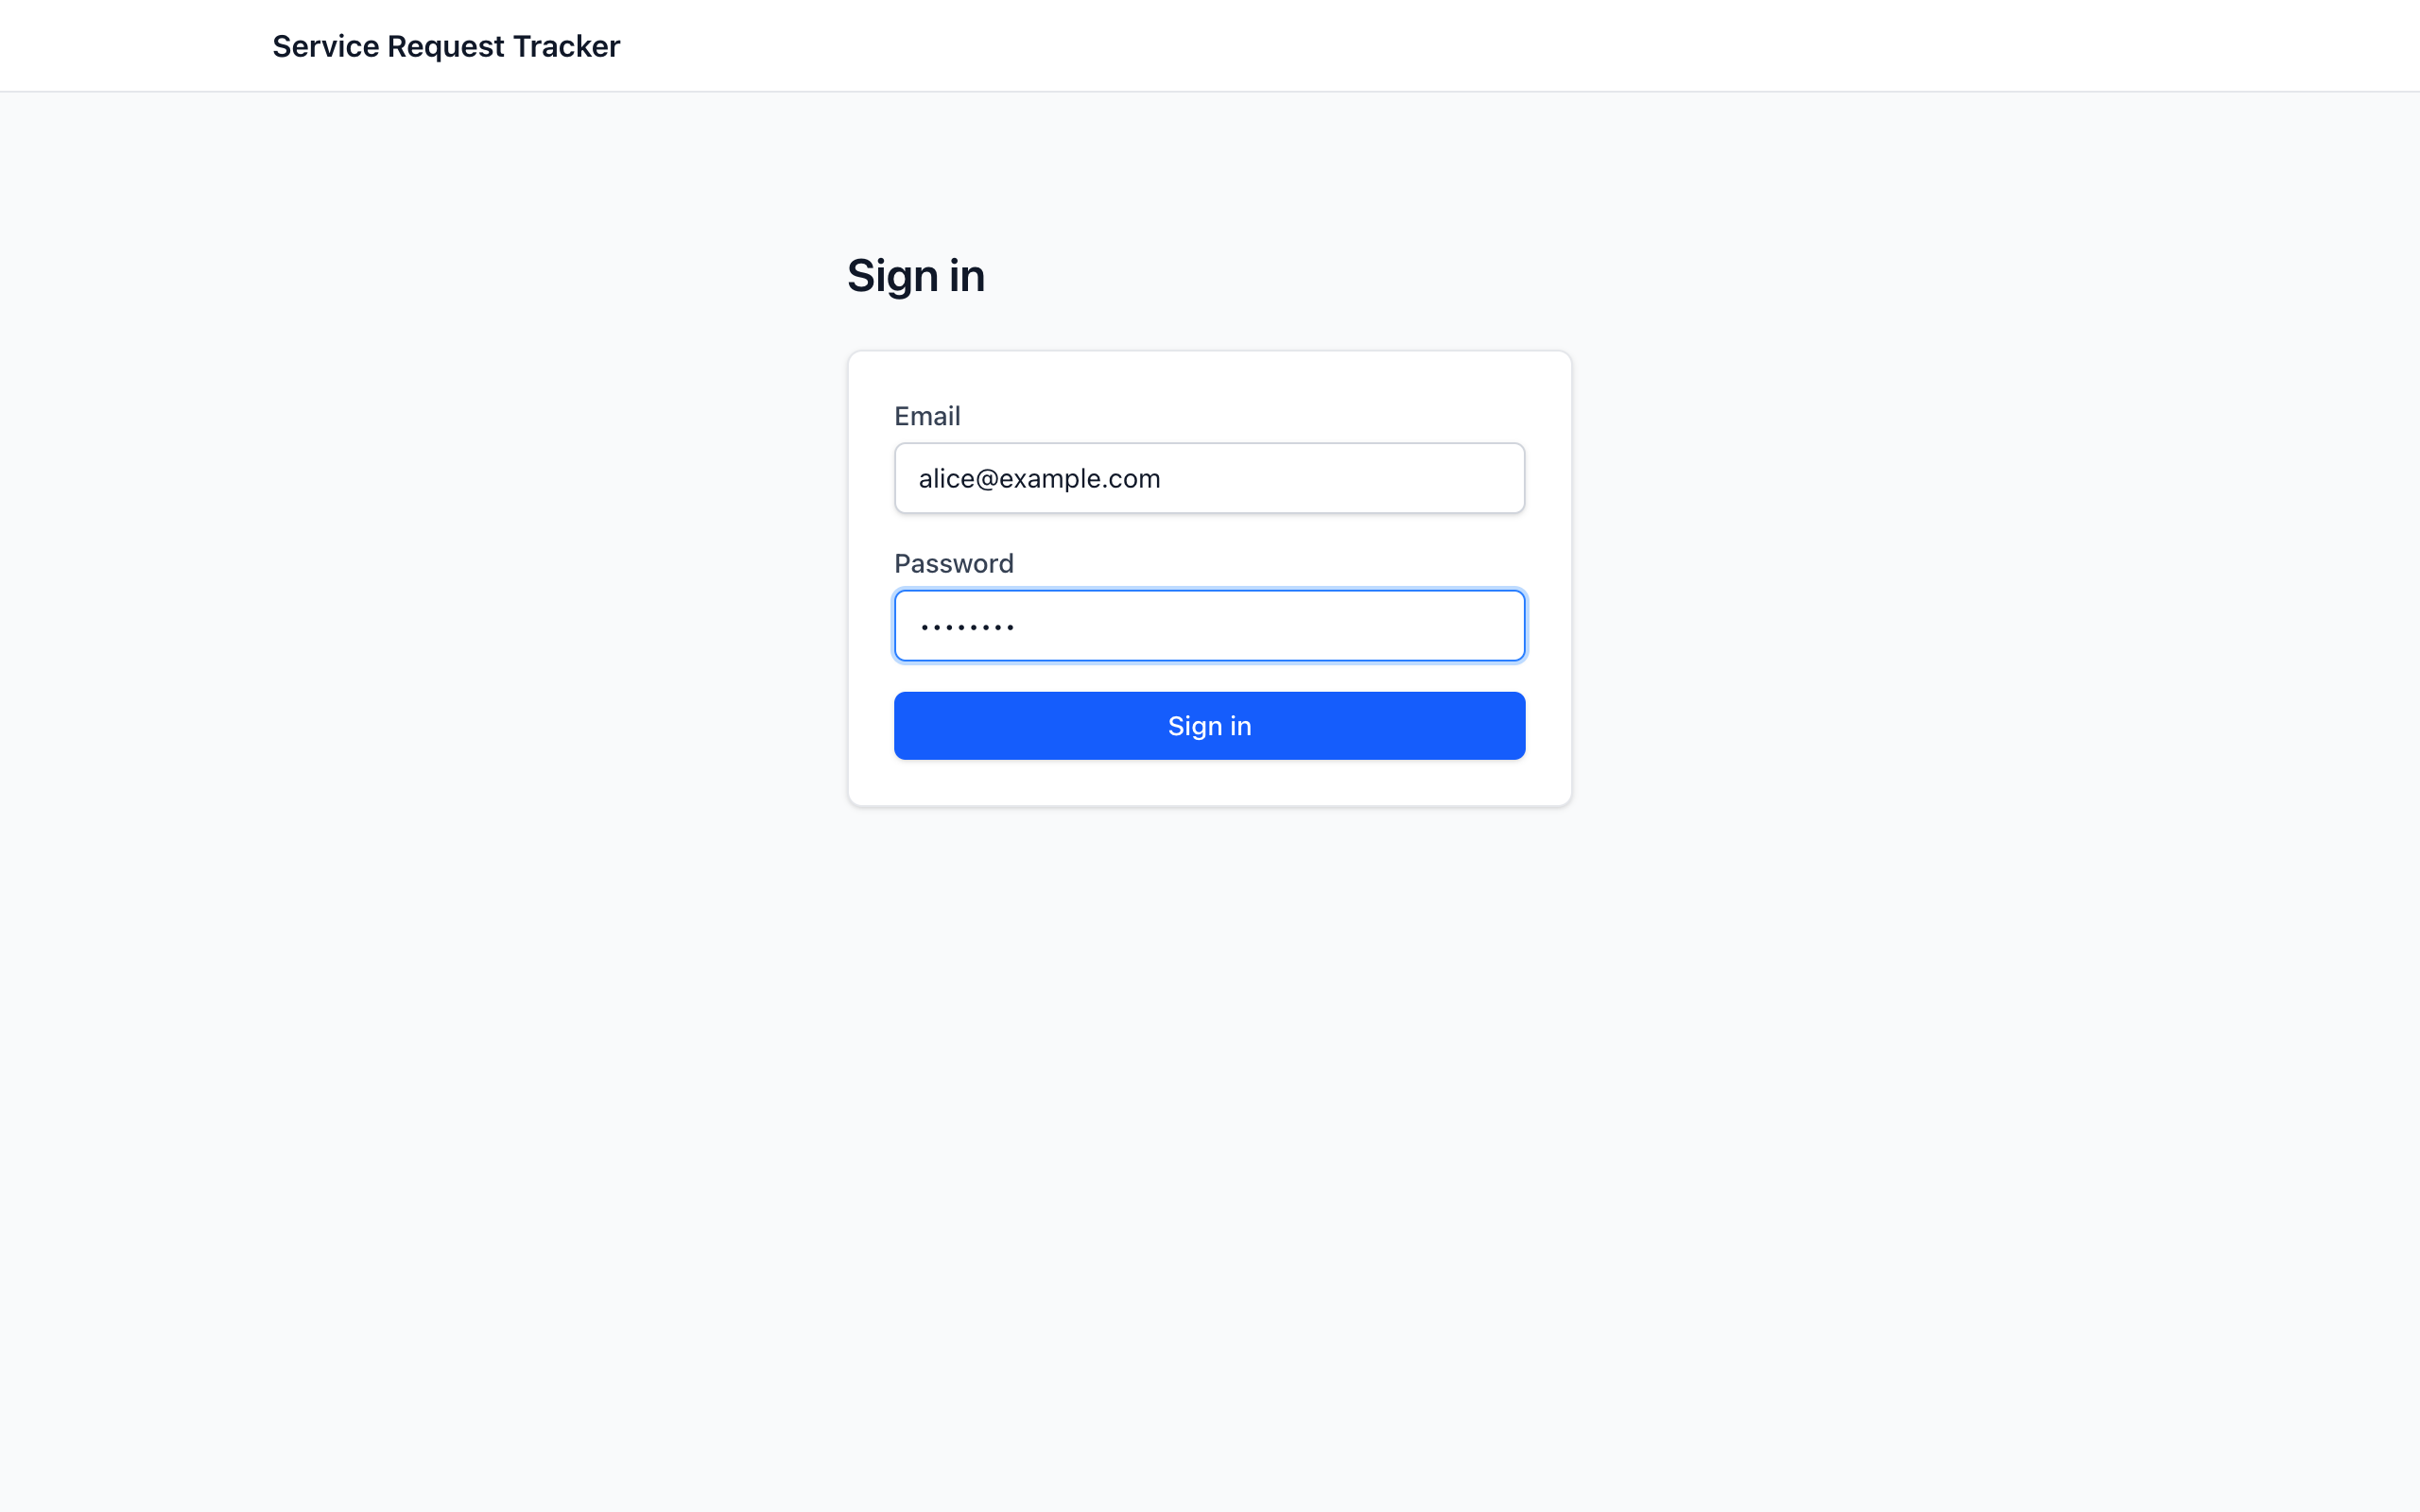 Service Request Tracker
Sign in
Email
alice@example.com
Password
••••••••
Sign in